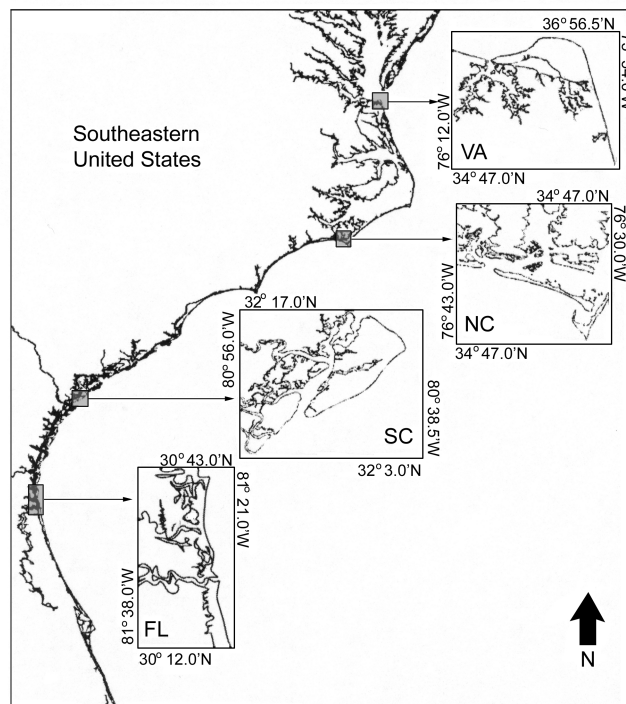 36° 56.5'N
Southeastern
United States
76° 12.0'W
VA
34° 47.0'N
34° 47.0'N
76° 30.0'W
76° 43.0'W
NC
34° 47.0'N
32° 17.0'N
80° 56.0'W
80° 38.5'W
SC
32° 3.0'N
30° 43.0'N
81° 21.0'W
81° 38.0'W
FL
30° 12.0'N
N